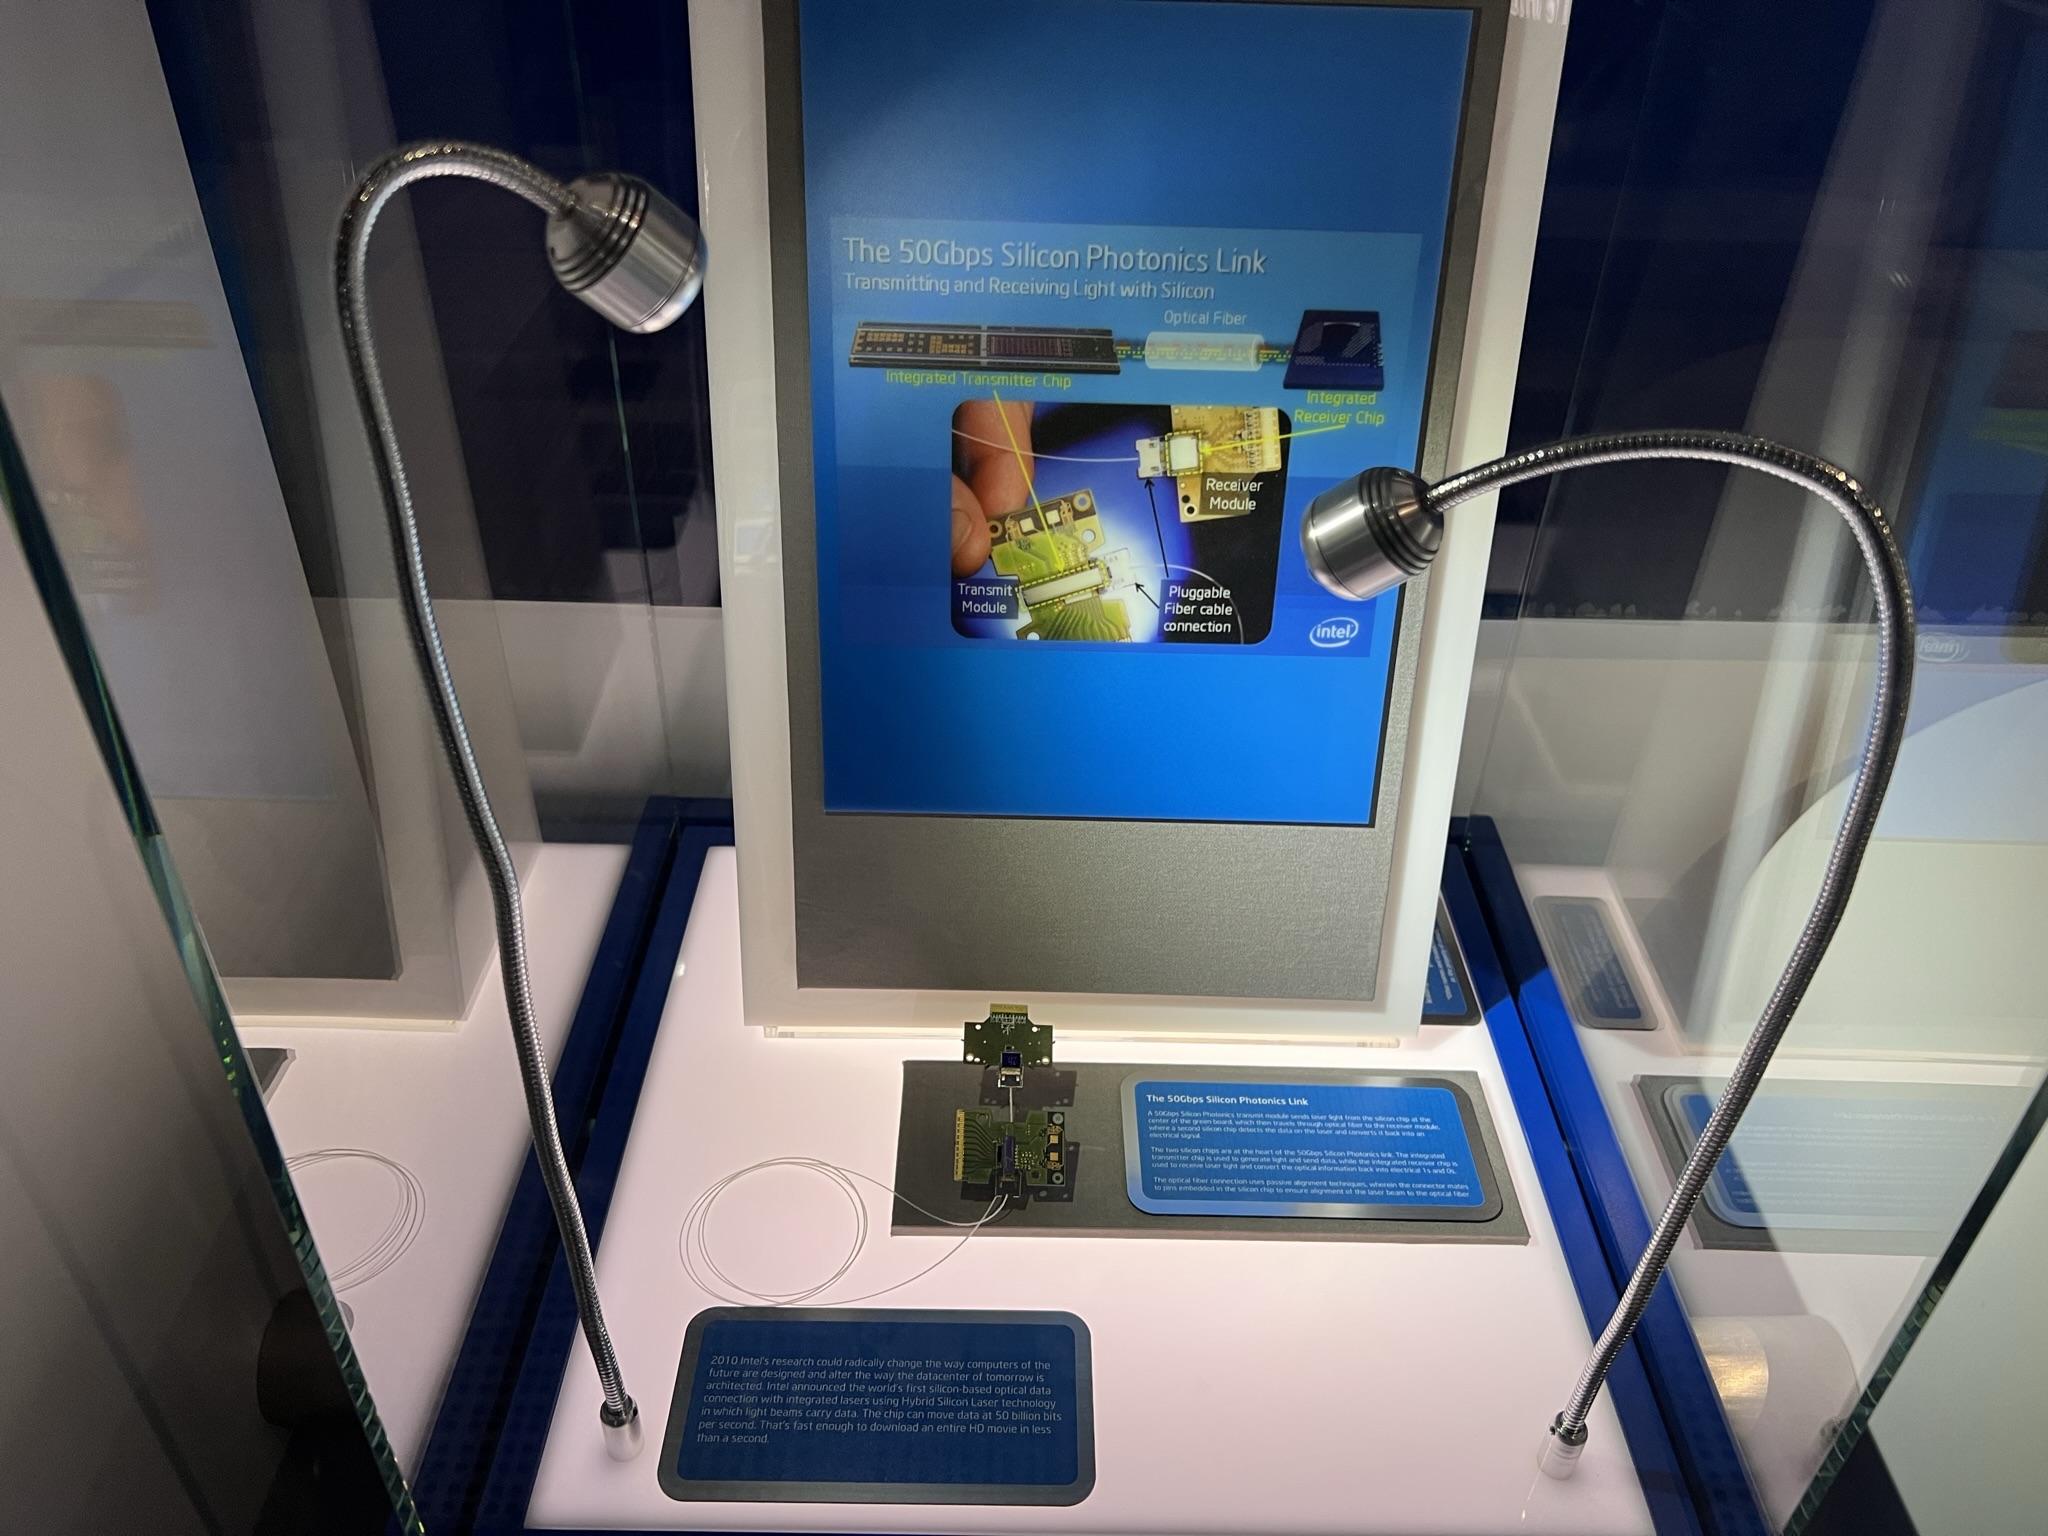 The 50Gbps Silicon Photonics Link
Transmitting and Receiving Light with Silicon
Optical Fiber
Integrated Transmitter Chip
Integrated
Receiver Chip
Receiver
Module
Transmit
Module
Pluggable
Fiber cable
connection
intel
The 50Gbps Silicon Photonics Link
A 50Gbps Silicon Photonics transmit module sends laser light from the silicon chip at the
center of the green board, which then travels through optical fiber to the receiver module,
where a second silicon chip detects the data on the laser and converts it back into an
electrical signal.
The two silicon chips are at the heart of the 50Gbps Silicon Photonics link. The integrated
transmitter chip is used to generate light and send data, while the integrated receiver chip is
used to receive laser light and convert the optical information back into electrical 1s and 0s.
The optical fiber connection uses passive alignment techniques, wherein the connector mates
to pins embedded in the silicon chip to ensure alignment of the laser beam to the optical fiber
2010 Intel's research could radically change the way computers of the
future are designed and alter the way the datacenter of tomorrow is
architected. Intel announced the world's first silicon-based optical data
connection with integrated lasers using Hybrid Silicon Laser technology
in which light beams carry data. The chip can move data at 50 billion bits
per second. That's fast enough to download an entire HD movie in less
than a second.